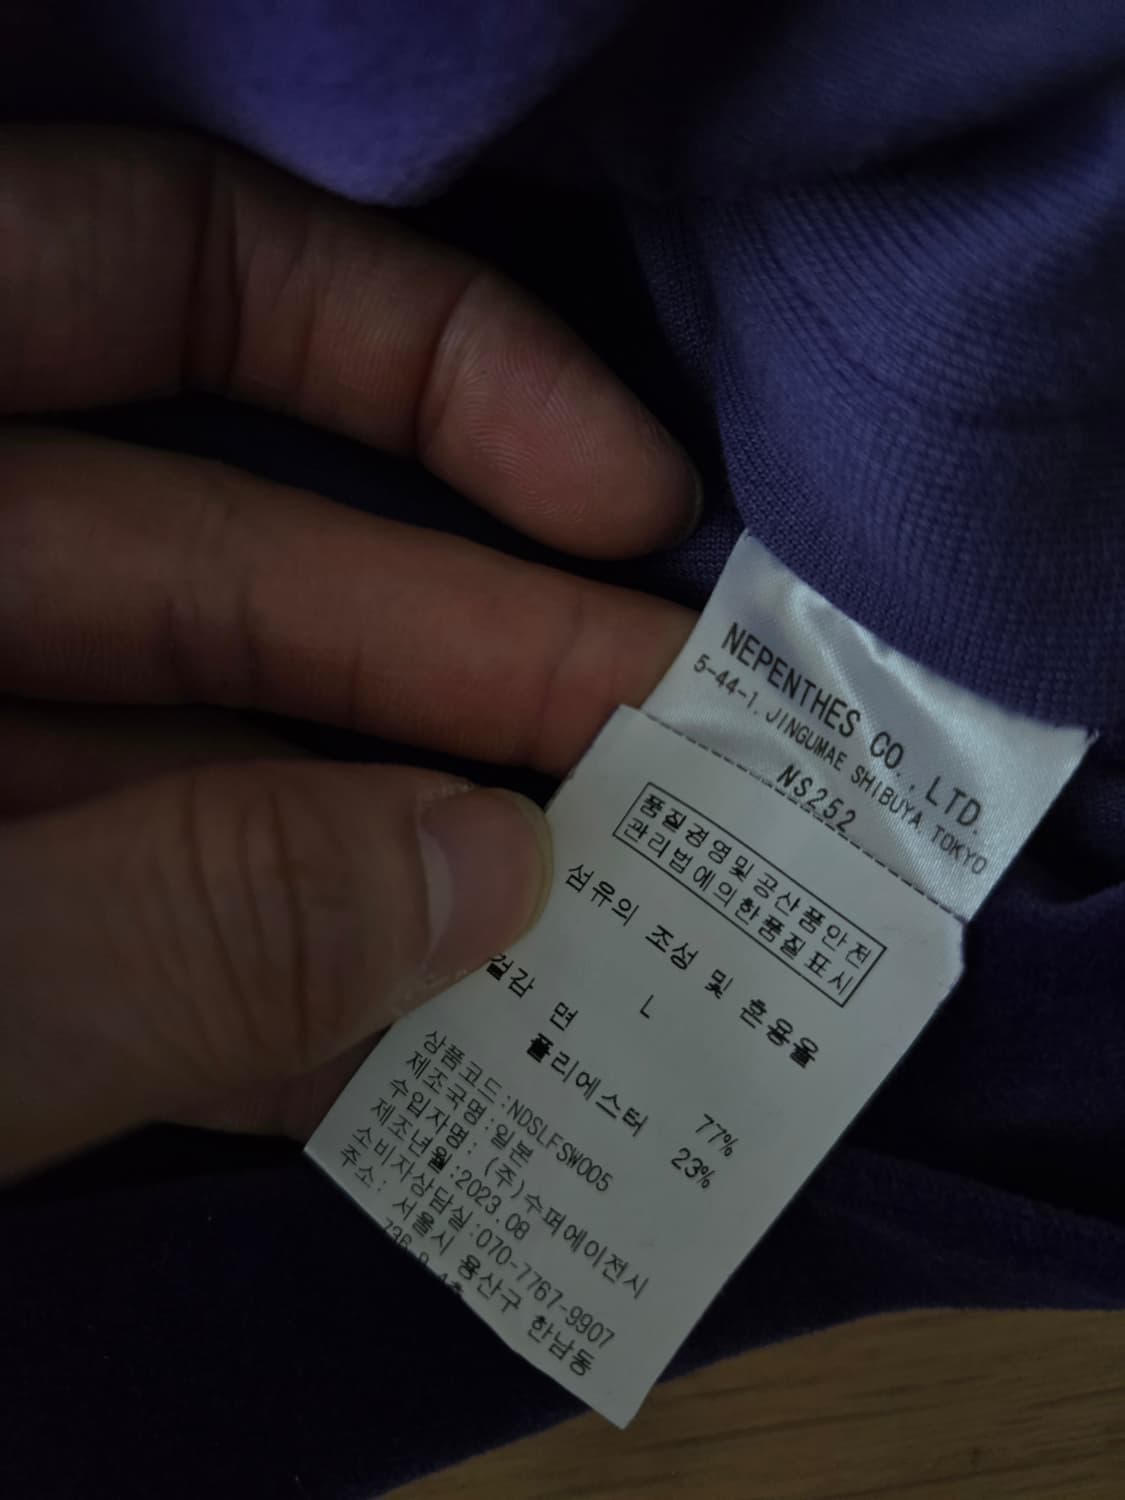 NEPENTHES CO., LTD.
5-44-1, JINGUMAE SHIBUYA TOKYO
NS252
품질경영및공산품안전
관리법에의한품질표시
섬유의 조성 및 혼용율
L
겉감 면 77%
폴리에스터 23%
상품코드:NDSLFSW005
제조국명:일본
수입자명: (주)수퍼에이전시
제조년월:2023.08
소비자상담실:070-7767-9907
주소: 서울시 용산구 한남동
736-9